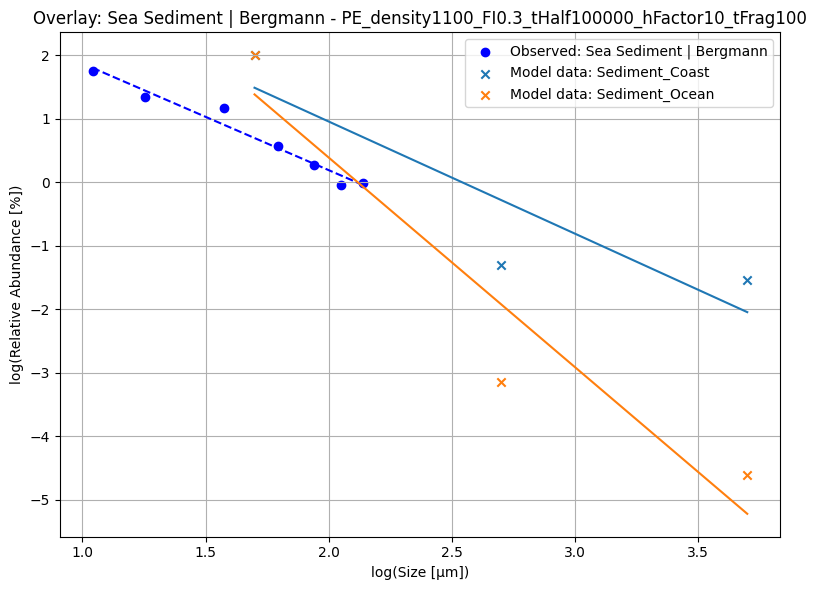 Overlay: Sea Sediment | Bergmann - PE_density1100_FI0.3_tHalf100000_hFactor10_tFrag100
Observed: Sea Sediment | Bergmann
Model data: Sediment_Coast
Model data: Sediment_Ocean
log(Relative Abundance [%])
2
1
0
−1
−2
−3
−4
−5
1.0 1.5 2.0 2.5 3.0 3.5
log(Size [µm])